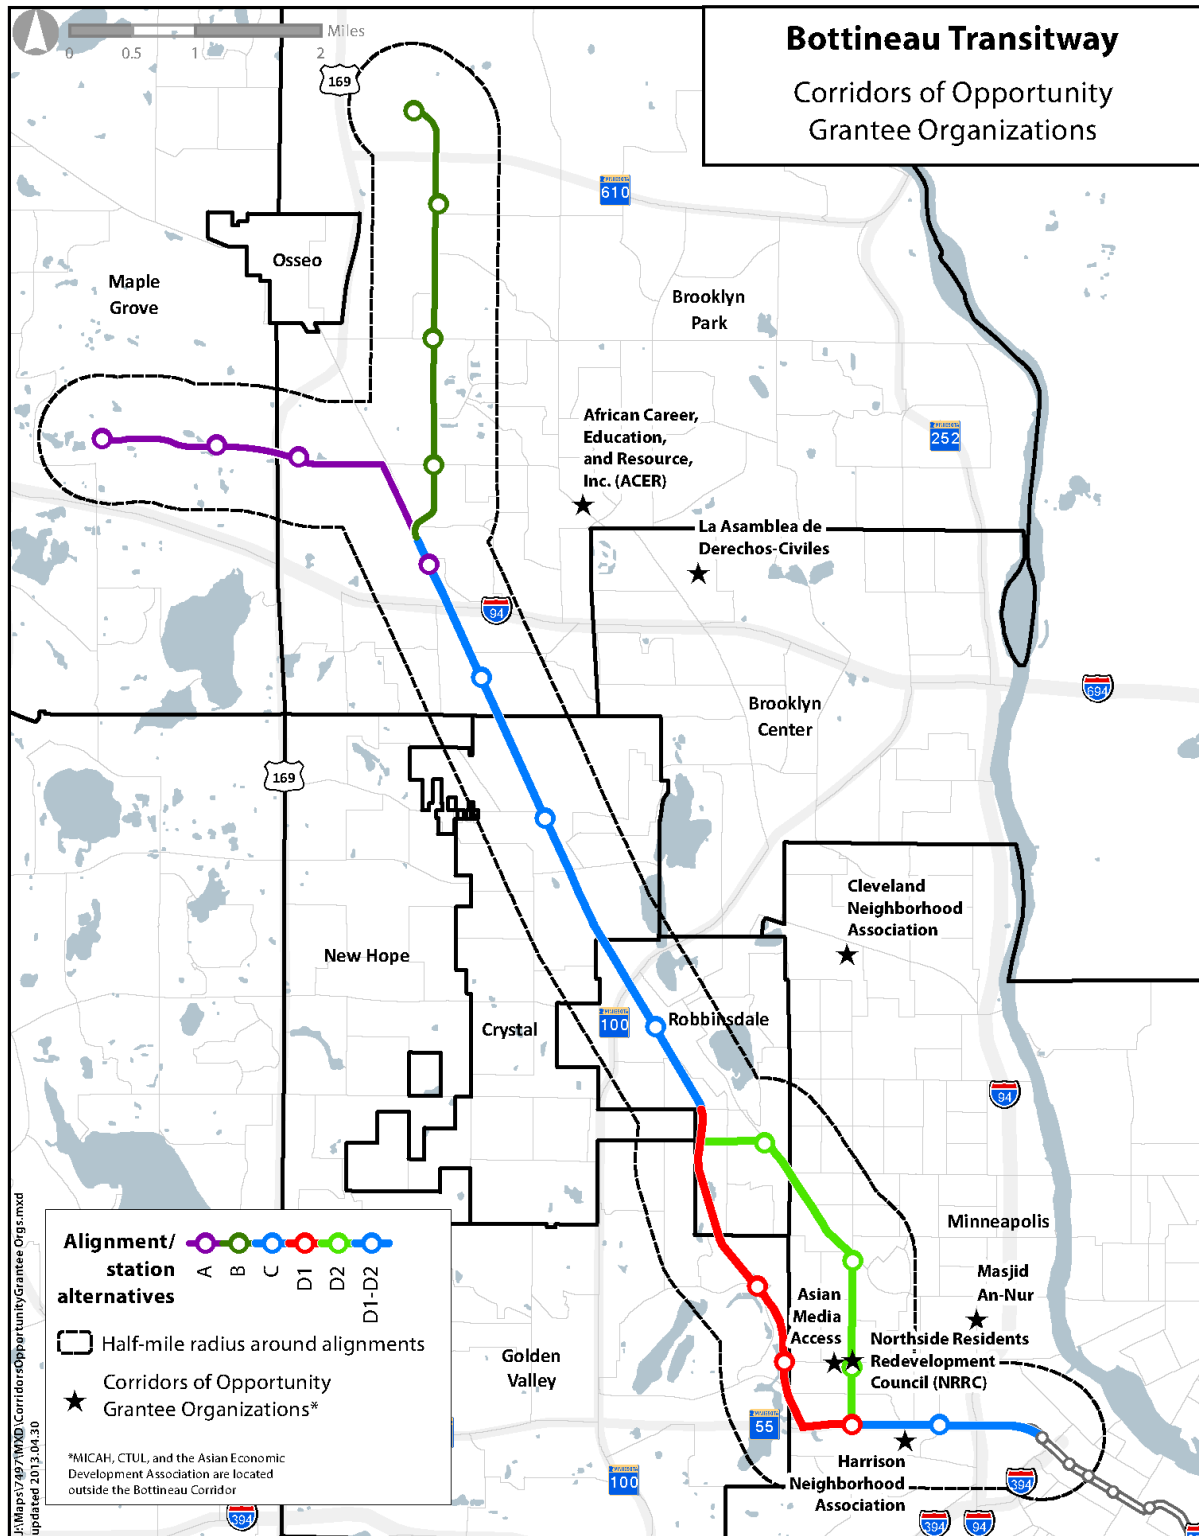 Bottineau Transitway
Corridors of Opportunity
Grantee Organizations
Miles
0 0.5 1 2
169
610
Osseo
Maple
Grove
Brooklyn
Park
252
African Career,
Education,
and Resource,
Inc. (ACER)
La Asamblea de
Derechos-Civiles
94
694
Brooklyn
Center
169
Cleveland
Neighborhood
Association
New Hope
Crystal
100
Robbinsdale
94
Minneapolis
Masjid
An-Nur
Asian
Media
Access
Northside Residents
Redevelopment
Council (NRRC)
Golden
Valley
55
Harrison
Neighborhood
Association
100
394
394
94
394
Alignment/
station
alternatives
A
B
C
D1
D2
D1-D2
Half-mile radius around alignments
Corridors of Opportunity
Grantee Organizations*
*MICAH, CTUL, and the Asian Economic
Development Association are located
outside the Bottineau Corridor
J:\Maps\7497\MXD\CorridorsOpportunityGrantee Orgs.mxd
updated 2013.04.30